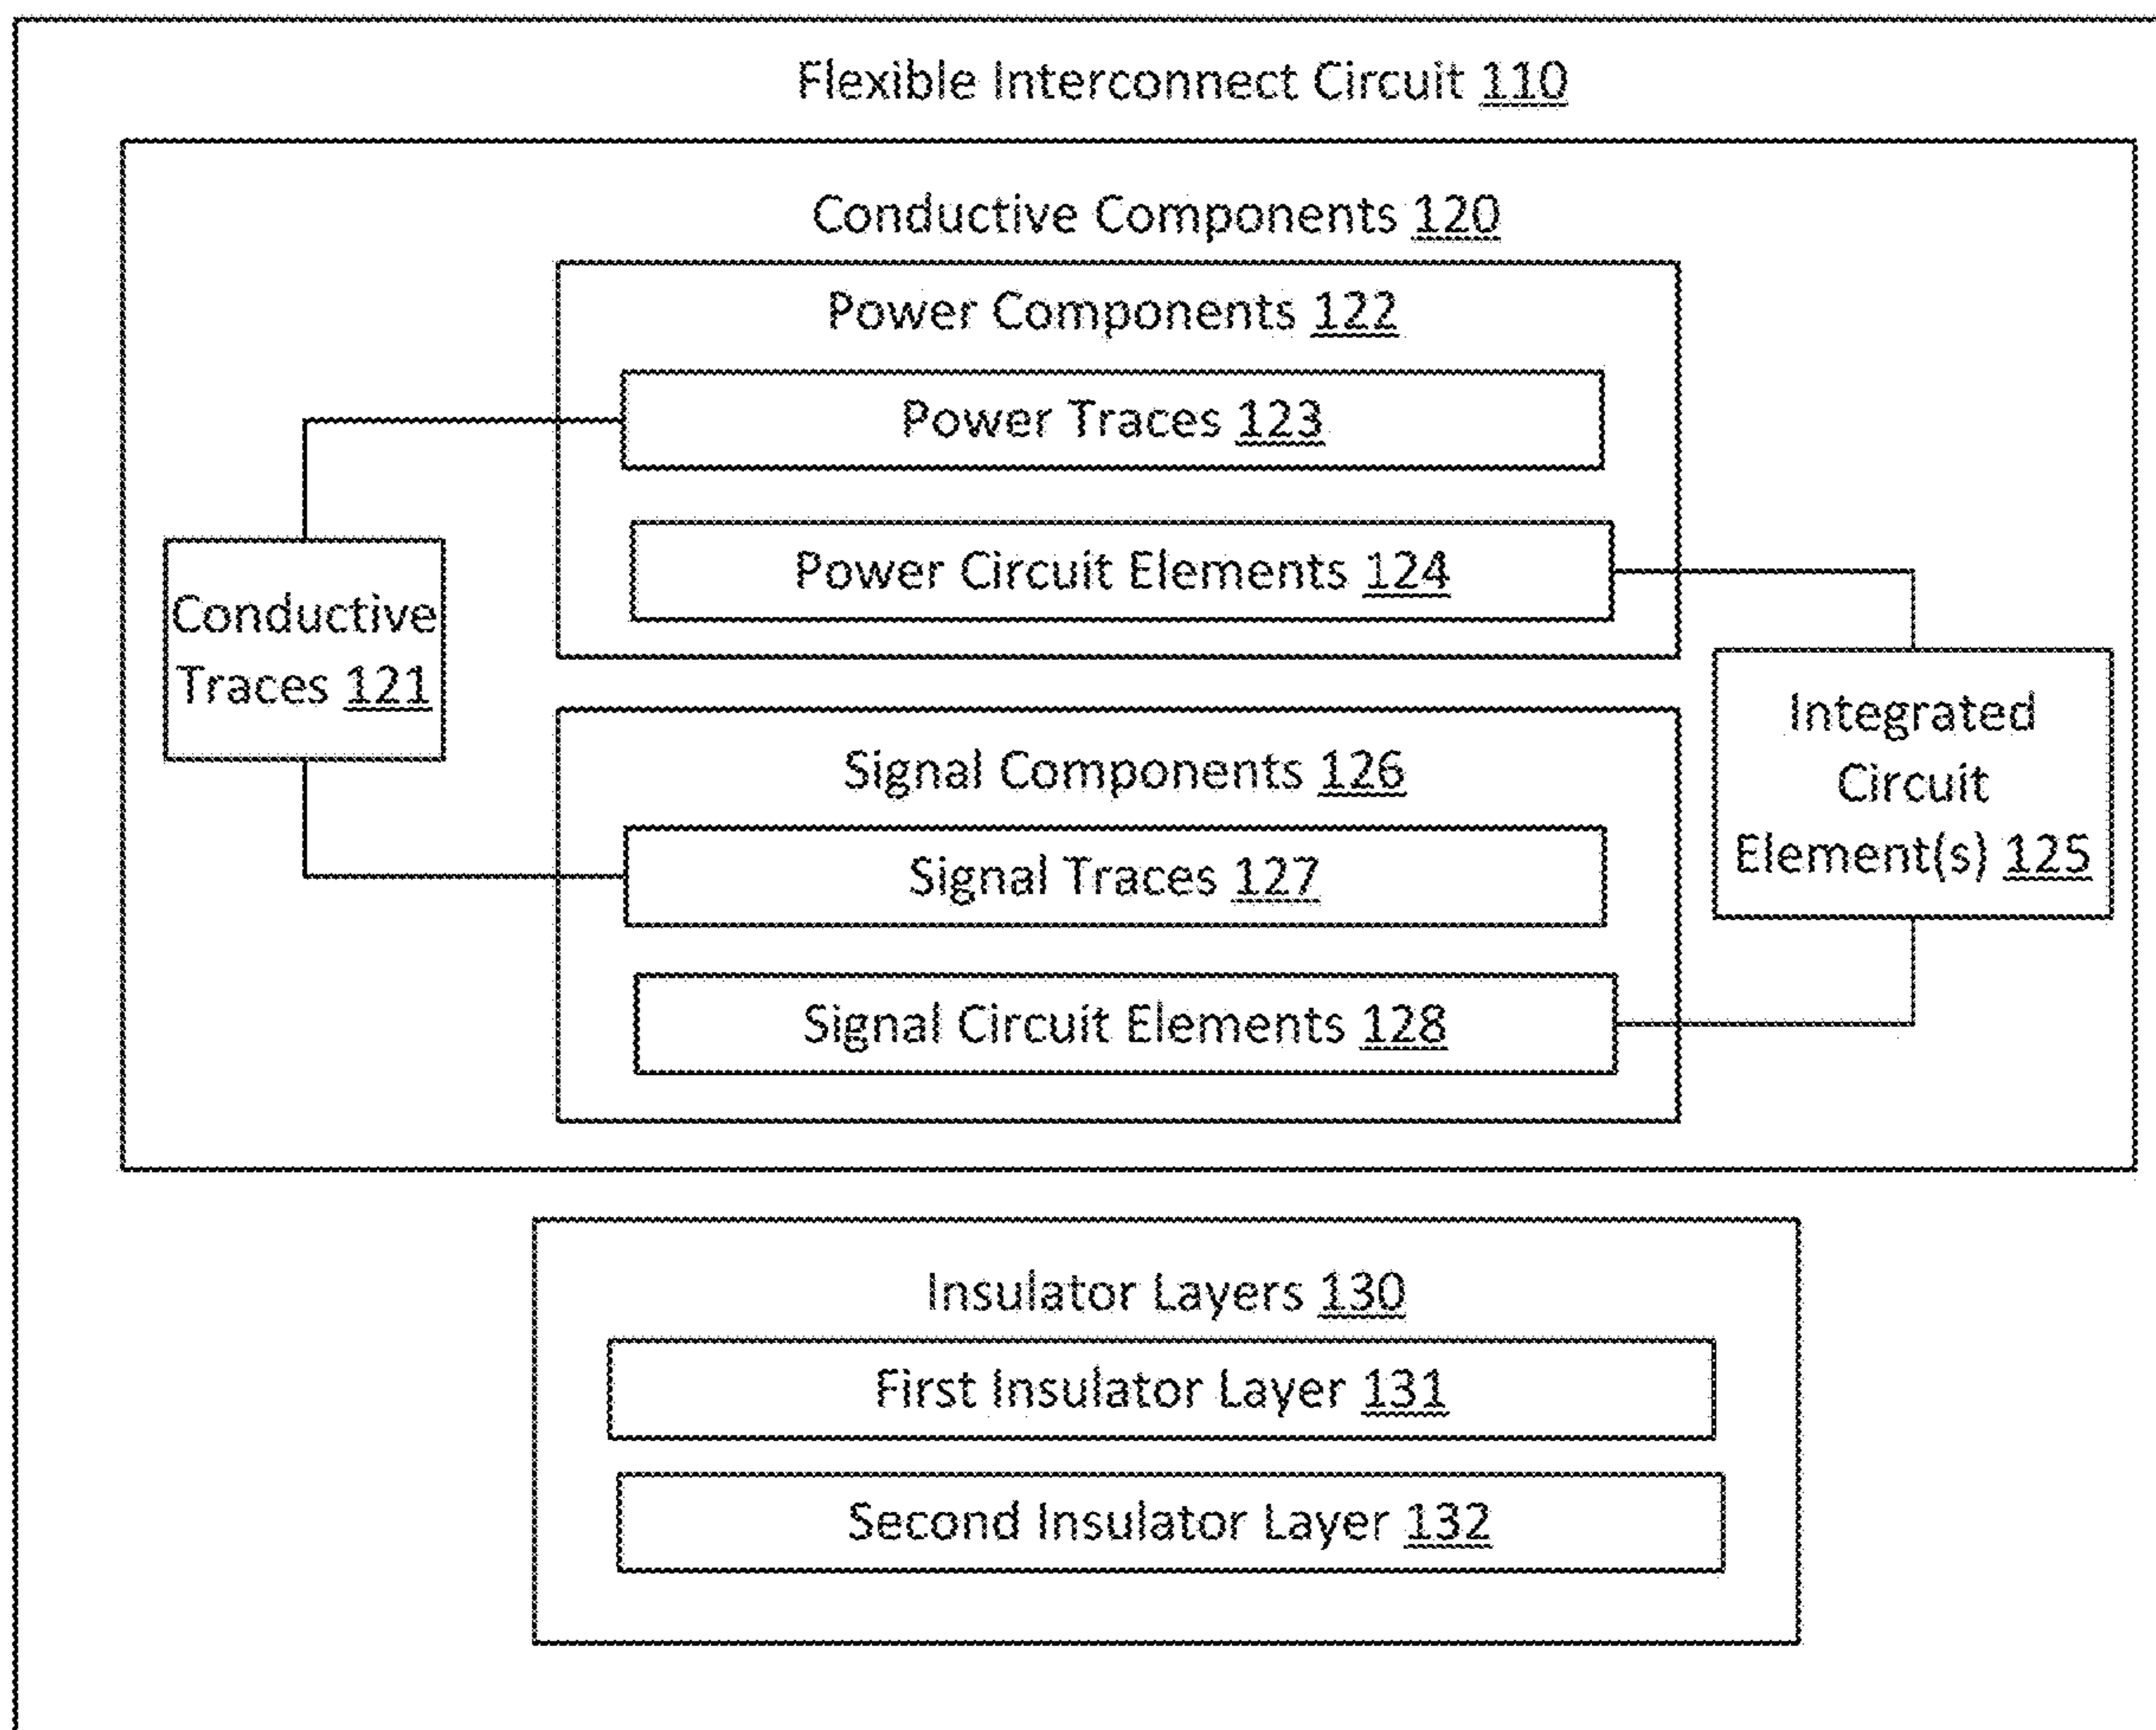 Flexible Interconnect Circuit 110
Conductive Components 120
Power Components 122
Power Traces 123
Power Circuit Elements 124
Conductive
Traces 121
Integrated
Circuit
Element(s) 125
Signal Components 126
Signal Traces 127
Signal Circuit Elements 128
Insulator Layers 130
First Insulator Layer 131
Second Insulator Layer 132